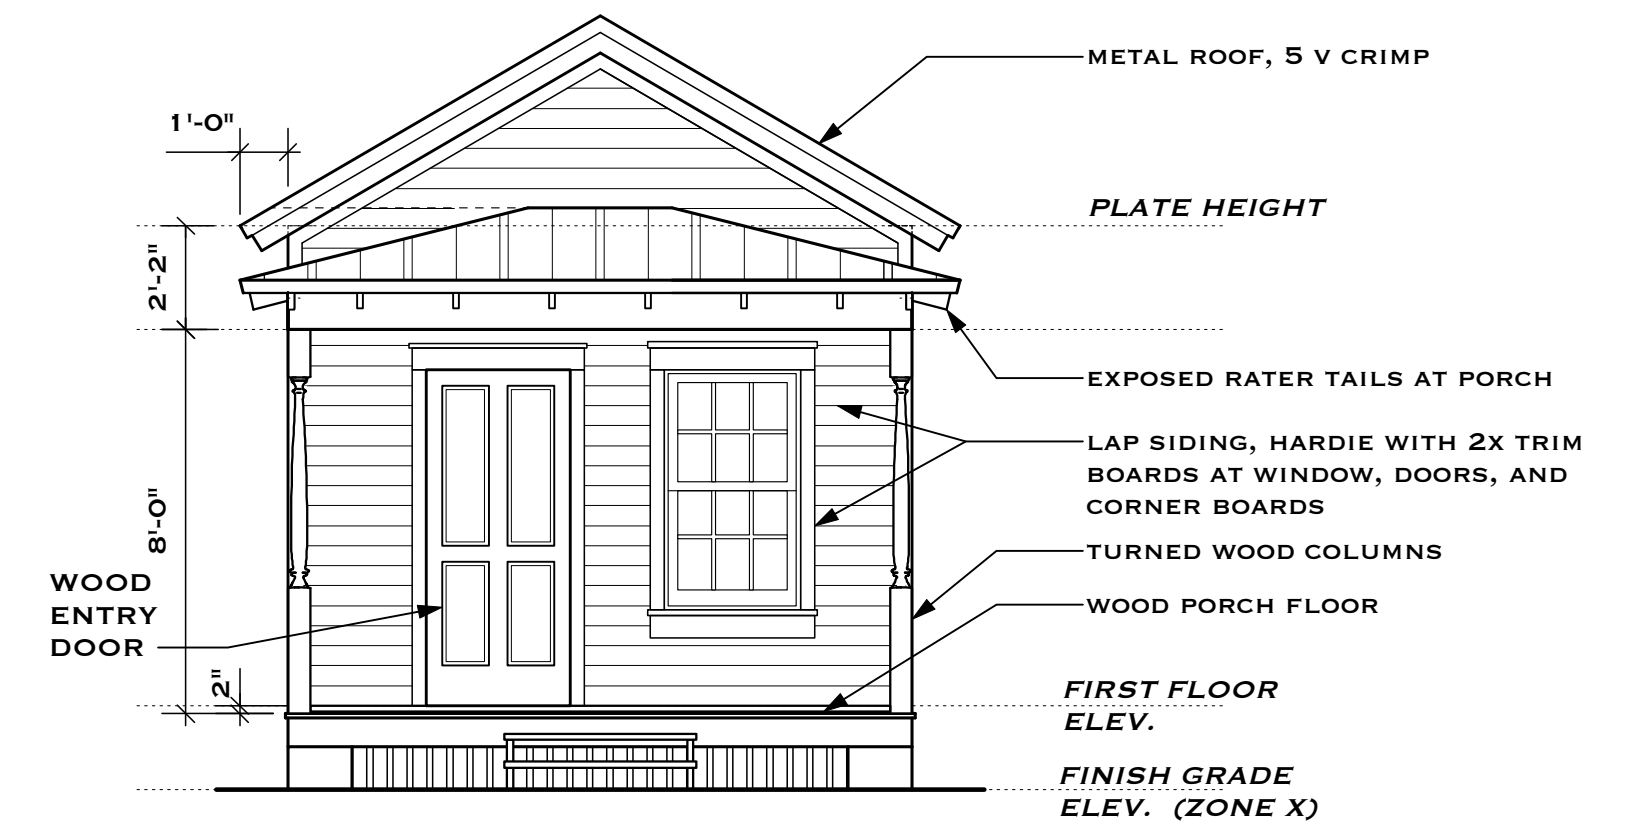 METAL ROOF, 5 V CRIMP
1'-0"
PLATE HEIGHT
2'-2"
EXPOSED RATER TAILS AT PORCH
LAP SIDING, HARDIE WITH 2X TRIM
BOARDS AT WINDOW, DOORS, AND
CORNER BOARDS
8'-0"
TURNED WOOD COLUMNS
WOOD
ENTRY
DOOR
WOOD PORCH FLOOR
2"
FIRST FLOOR
ELEV.
FINISH GRADE
ELEV. (ZONE X)